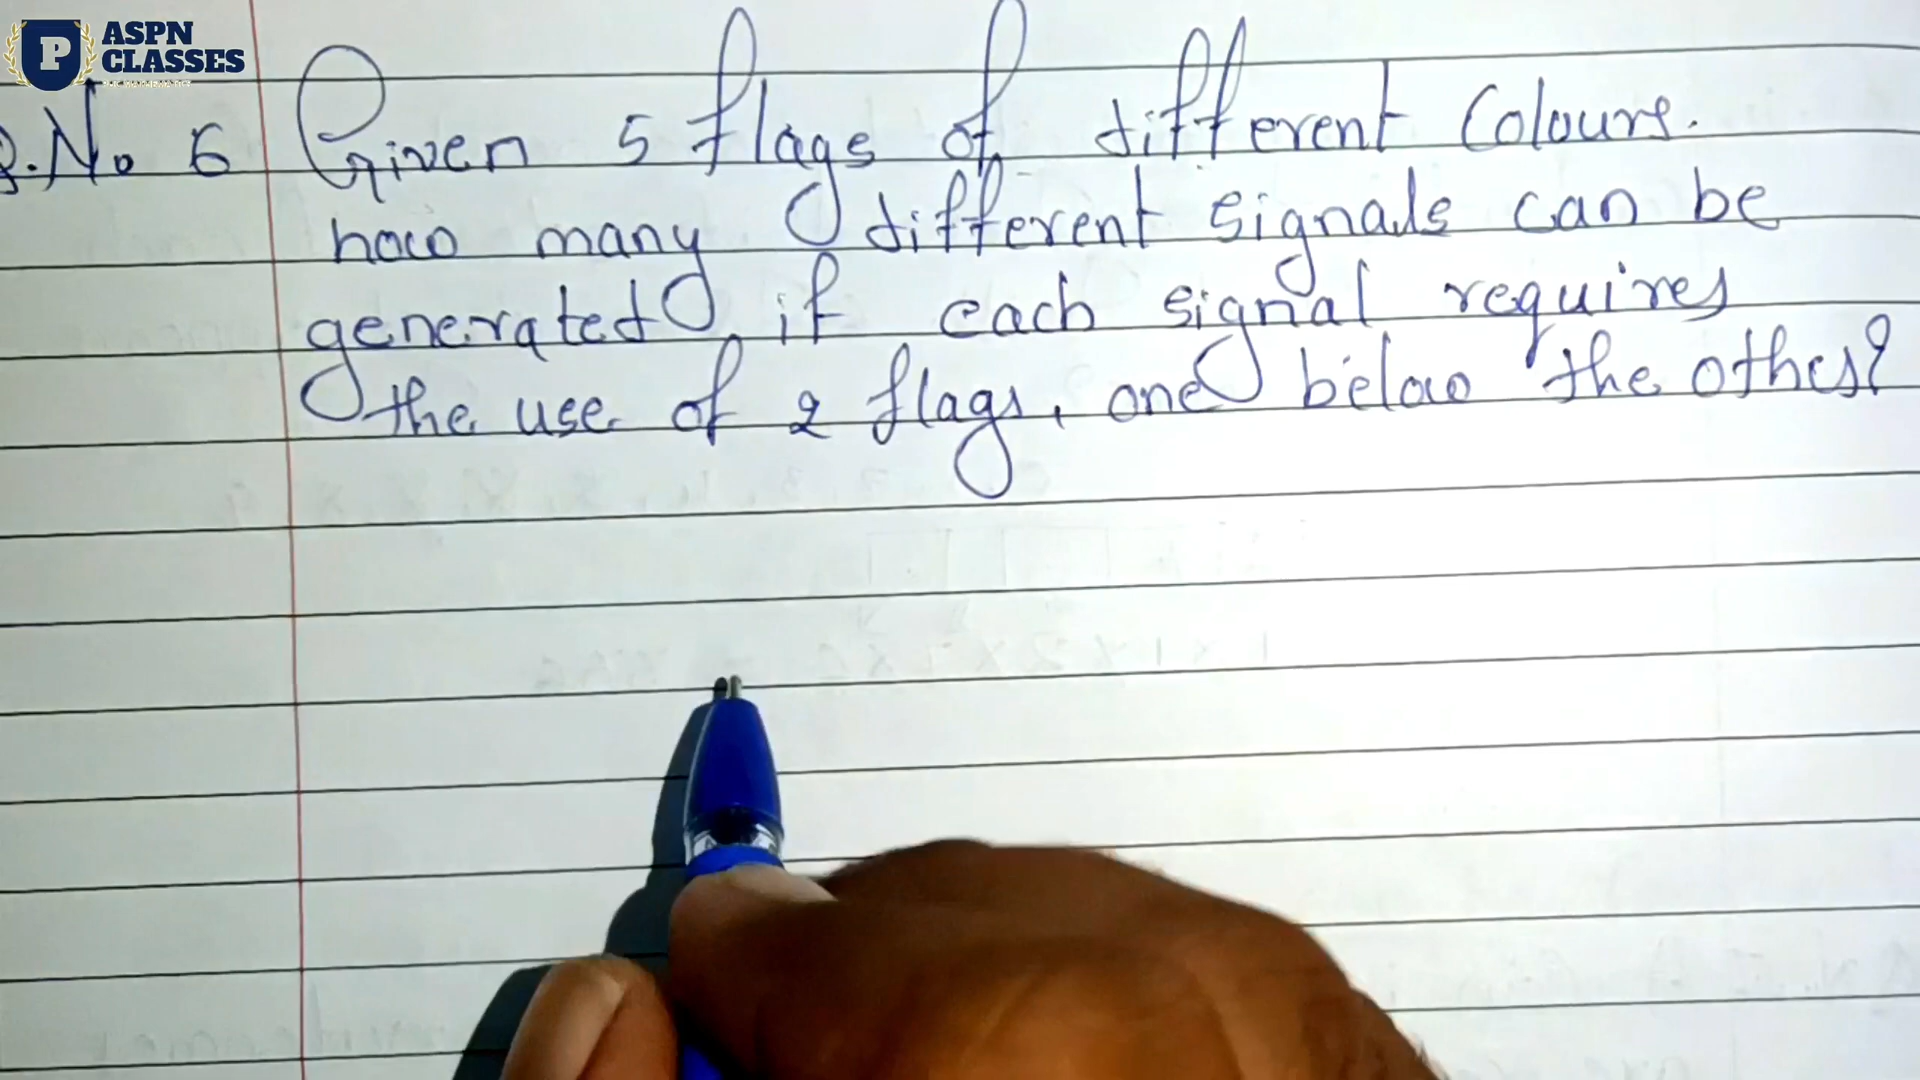 ASPN
CLASSES
Q.No 6 Given 5 flags of different Colours.
how many different signals can be
generated if each signal requires
the use of 2 flags, one below the other?